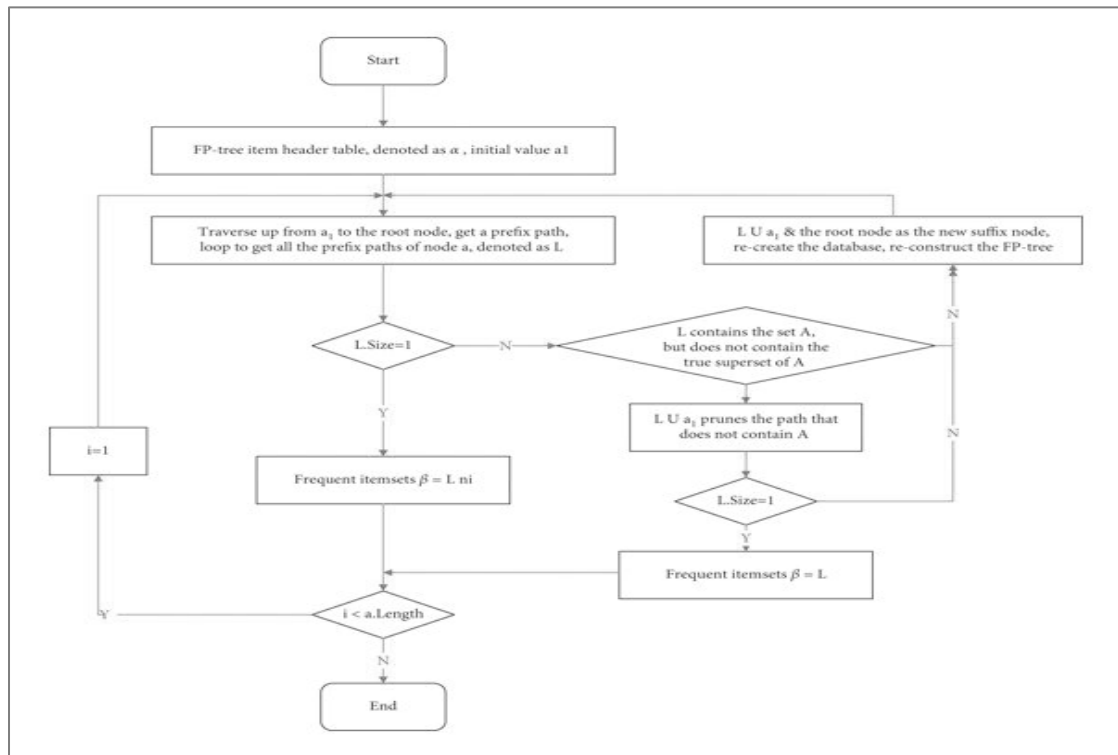 Start
FP-tree item header table, denoted as α , initial value a1
Traverse up from a₁ to the root node, get a prefix path,
loop to get all the prefix paths of node a, denoted as L
L U a₁ & the root node as the new suffix node,
re-create the database, re-construct the FP-tree
L.Size=1
N
L contains the set A,
but does not contain the
true superset of A
N
Y
L U a₁ prunes the path that
does not contain A
N
i=1
Frequent itemsets β = L ni
L.Size=1
Y
Frequent itemsets β = L
Y
i < a.Length
N
End